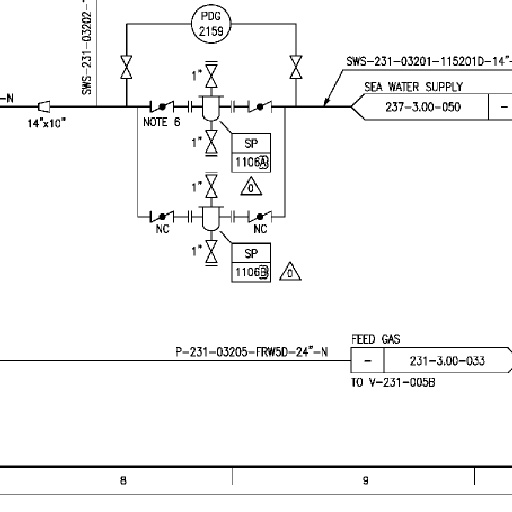 PDG
2159
SWS-231-03202-
SWS-231-03201-115201D-14"-
1"
SEA WATER SUPPLY
-N
237-3.00-050
-
14"x10"
NOTE 6
1"
SP
1106A
0
1"
NC
NC
1"
SP
1106B
0
FEED GAS
P-231-03205-FRW5D-24"-N
-
231-3.00-033
TO V-231-005B
8
9